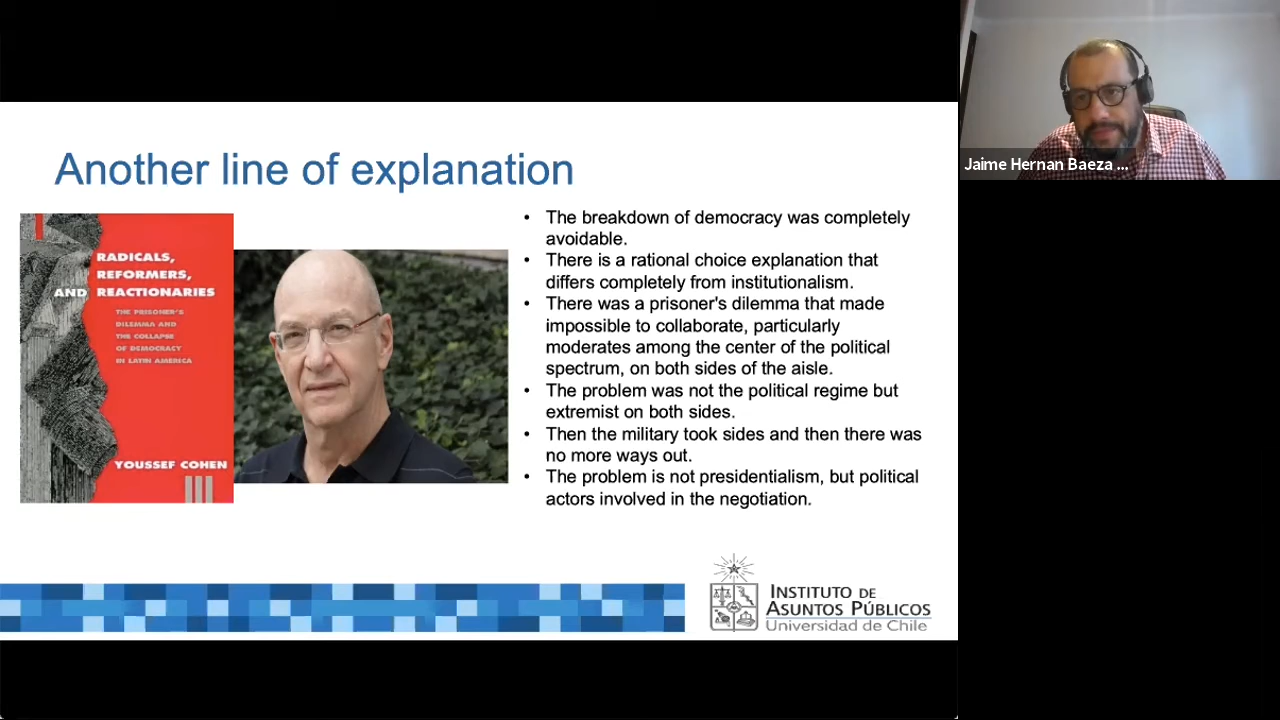 Another line of explanation
RADICALS,
REFORMERS,
AND REACTIONARIES
THE PRISONER'S
DILEMMA AND
THE COLLAPSE
OF DEMOCRACY
IN LATIN AMERICA
YOUSSEF COHEN
• The breakdown of democracy was completely
avoidable.
• There is a rational choice explanation that
differs completely from institutionalism.
• There was a prisoner's dilemma that made
impossible to collaborate, particularly
moderates among the center of the political
spectrum, on both sides of the aisle.
• The problem was not the political regime but
extremist on both sides.
• Then the military took sides and then there was
no more ways out.
• The problem is not presidentialism, but political
actors involved in the negotiation.
INSTITUTO DE
ASUNTOS PÚBLICOS
Universidad de Chile
Jaime Hernan Baeza ...